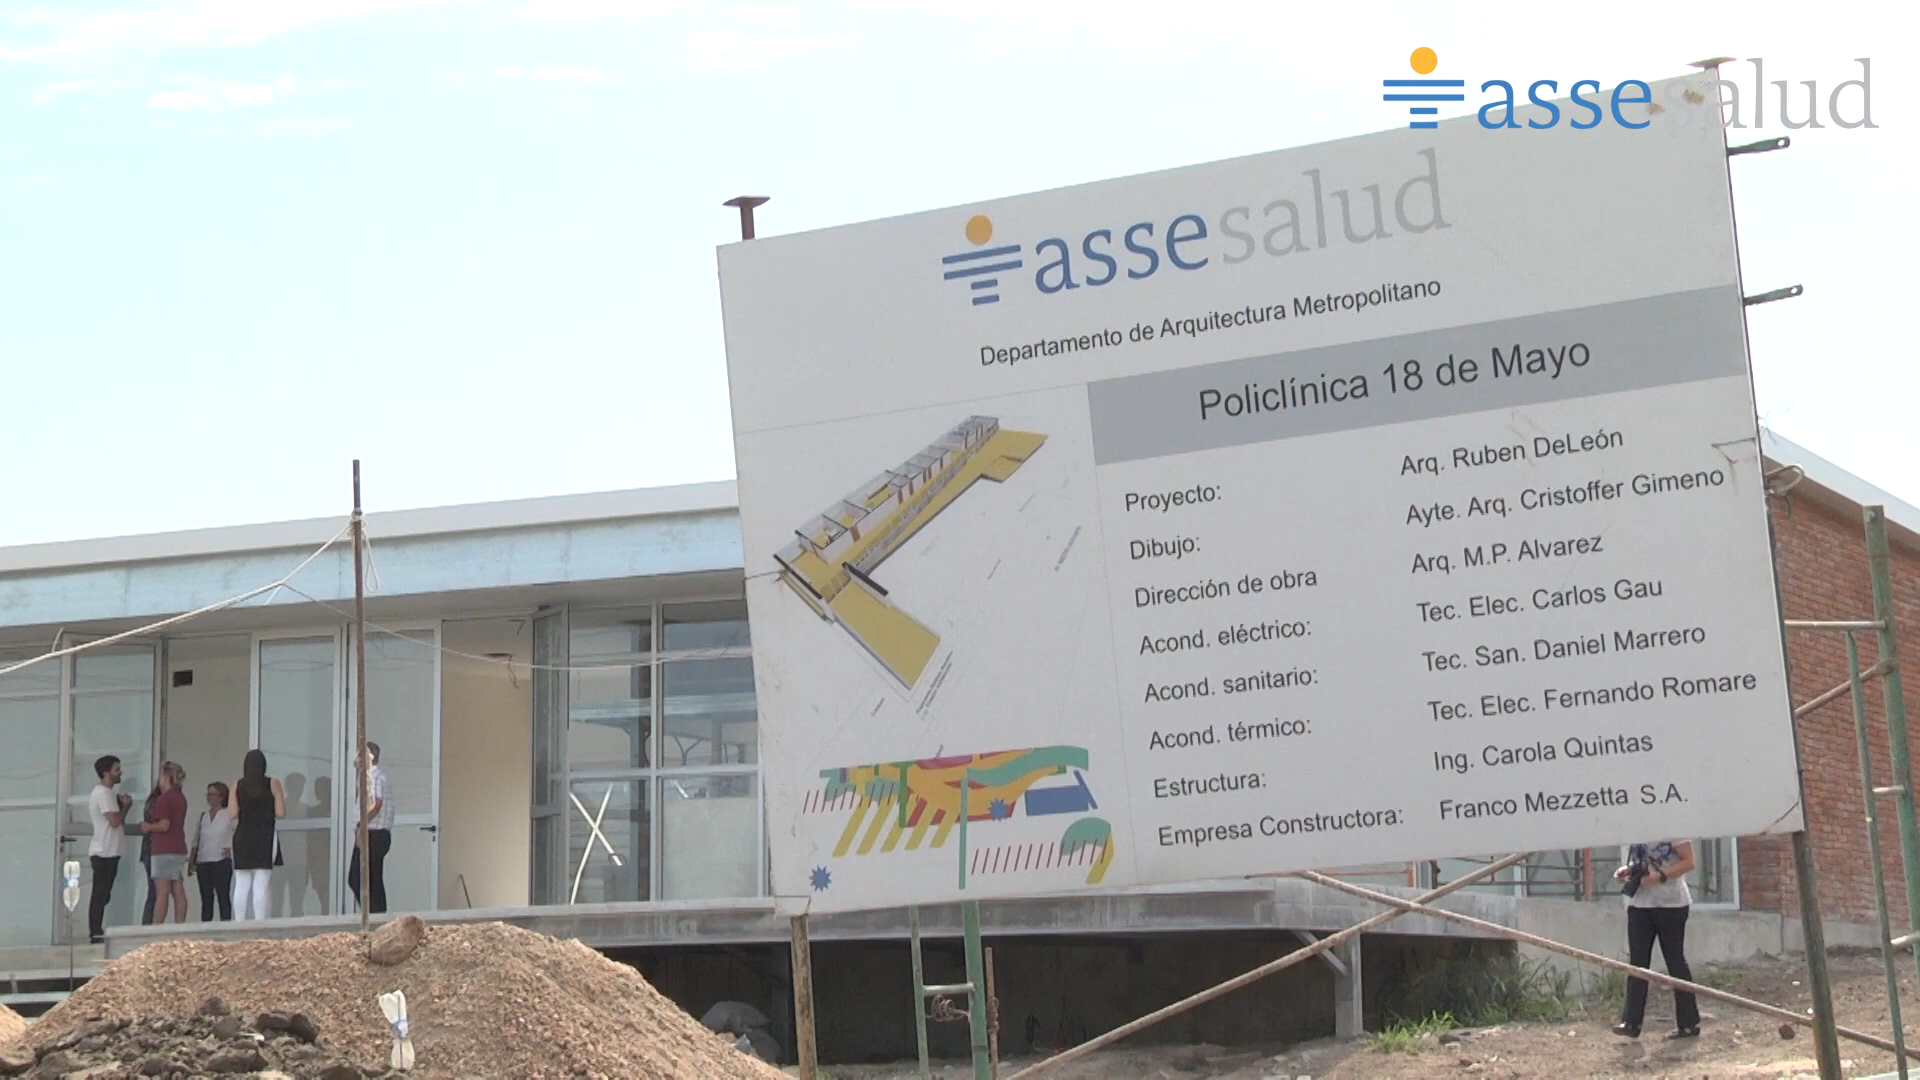 assesalud
assesalud
Departamento de Arquitectura Metropolitano
Policlínica 18 de Mayo
Proyecto: Arq. Ruben DeLeón
Dibujo: Ayte. Arq. Cristoffer Gimeno
Dirección de obra Arq. M.P. Alvarez
Acond. eléctrico: Tec. Elec. Carlos Gau
Acond. sanitario: Tec. San. Daniel Marrero
Acond. térmico: Tec. Elec. Fernando Romare
Estructura: Ing. Carola Quintas
Empresa Constructora: Franco Mezzetta S.A.